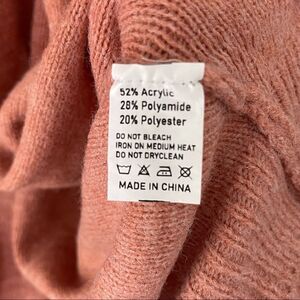 52% Acrylic
28% Polyamide
20% Polyester
DO NOT BLEACH
IRON ON MEDIUM HEAT
DO NOT DRYCLEAN
MADE IN CHINA